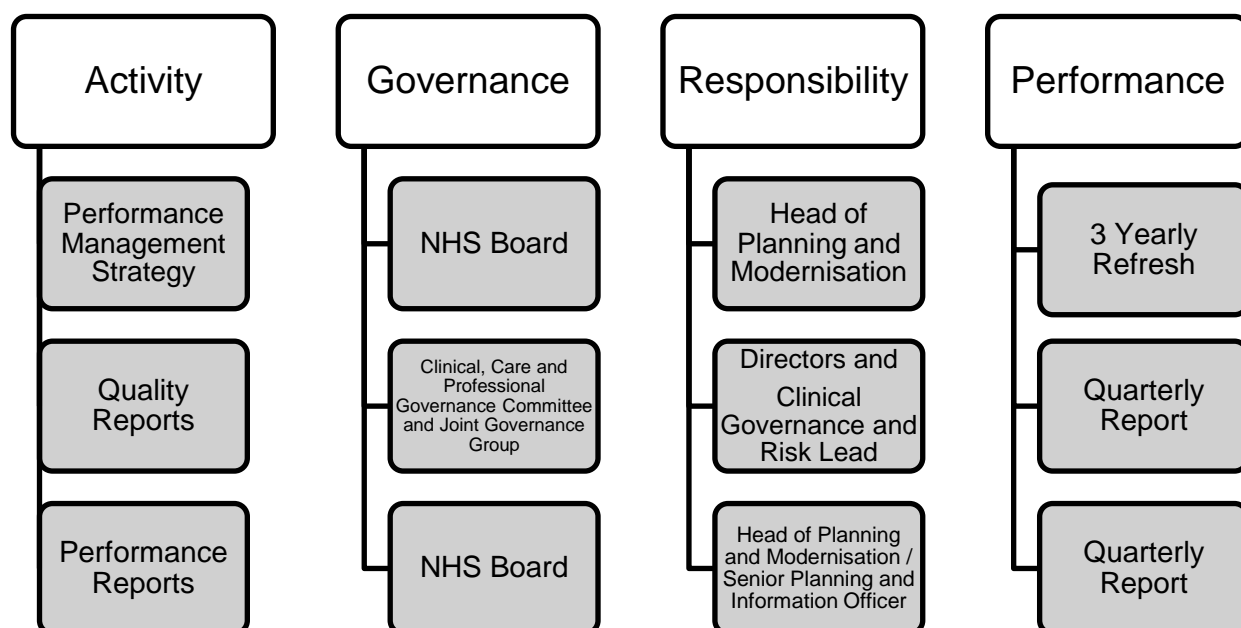 Activity
Governance
Responsibility
Performance
Performance
Management
Strategy
NHS Board
Head of
Planning and
Modernisation
3 Yearly
Refresh
Quality
Reports
Clinical, Care and
Professional
Governance Committee
and Joint Governance
Group
Directors and
Clinical
Governance and
Risk Lead
Quarterly
Report
Performance
Reports
NHS Board
Head of Planning
and Modernisation /
Senior Planning and
Information Officer
Quarterly
Report